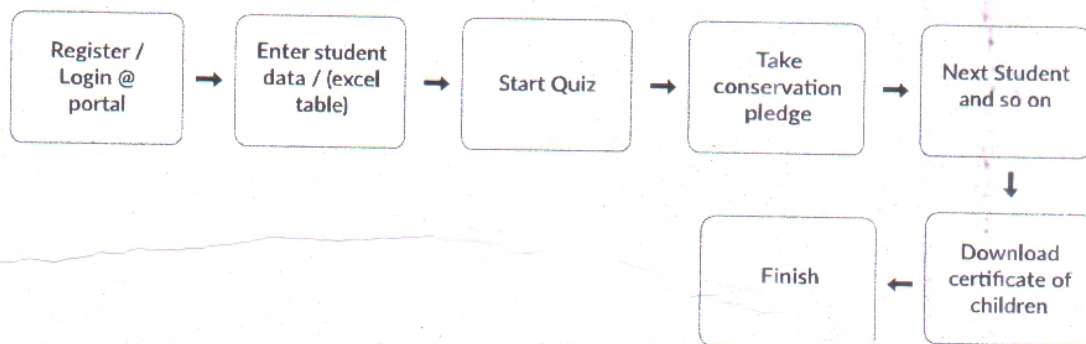 Register /
Login @
portal
Enter student
data / (excel
table)
Start Quiz
Take
conservation
pledge
Next Student
and so on
Download
certificate of
children
Finish